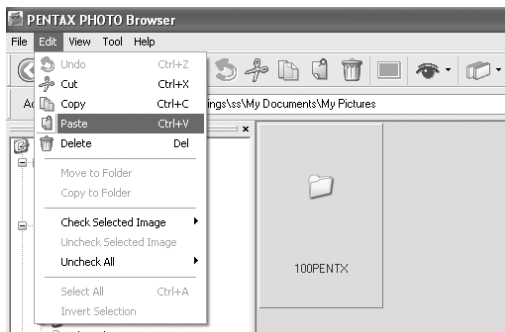 PENTAX PHOTO Browser
File Edit View Tool Help
Undo Ctrl+Z
Cut Ctrl+X
Copy Ctrl+C
ings\ss\My Documents\My Pictures
Paste Ctrl+V
Delete Del
Move to Folder
Copy to Folder
Check Selected Image
Uncheck Selected Image
Uncheck All
Select All Ctrl+A
Invert Selection
100PENTX